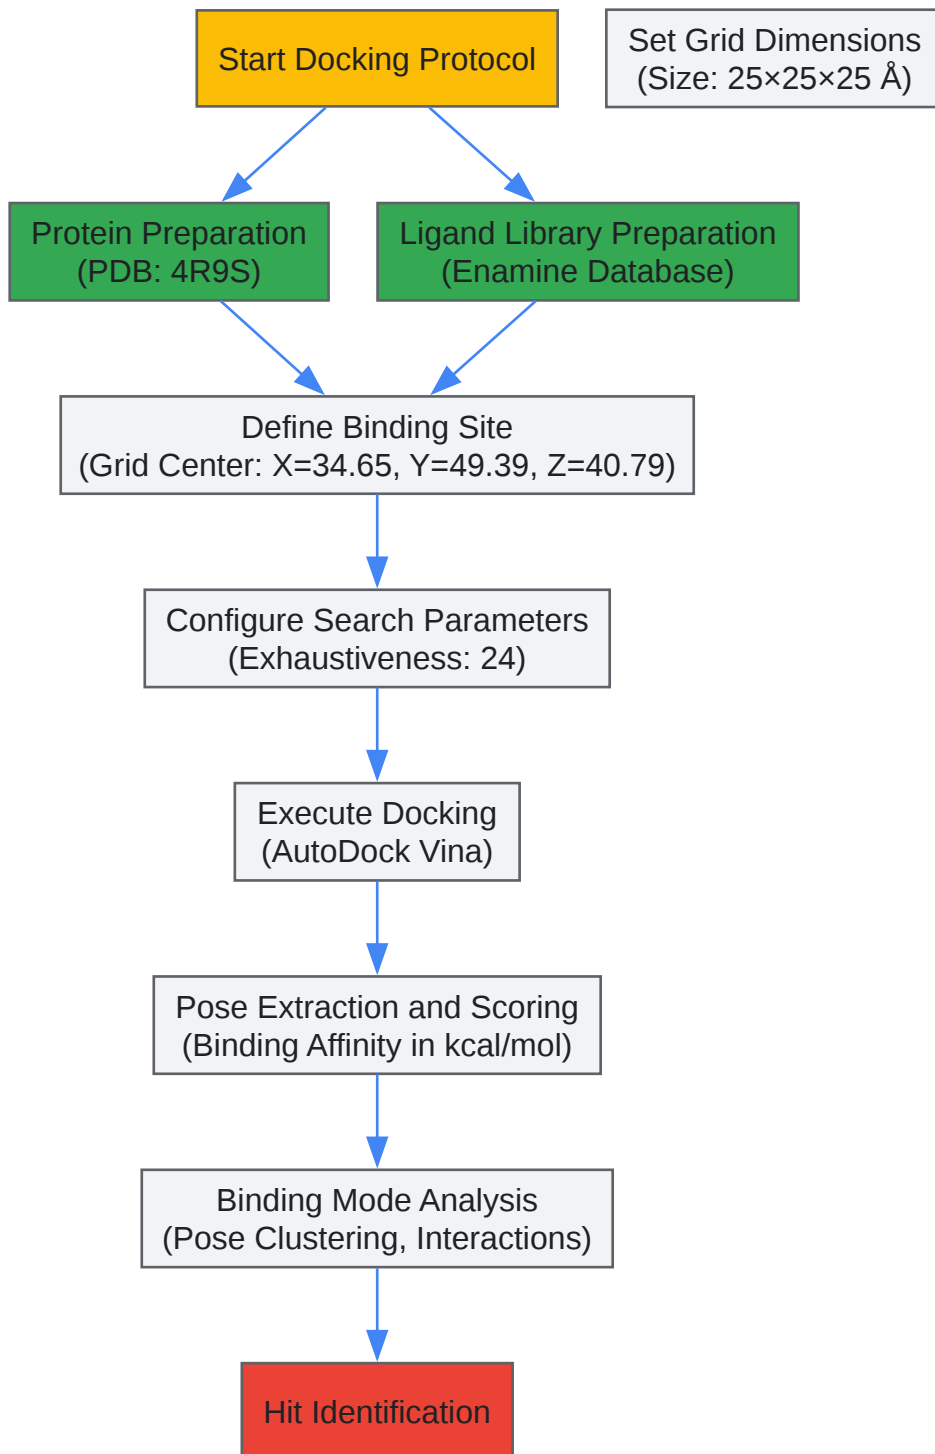 Start Docking Protocol
Set Grid Dimensions
(Size: 25×25×25 Å)
Protein Preparation
(PDB: 4R9S)
Ligand Library Preparation
(Enamine Database)
Define Binding Site
(Grid Center: X=34.65, Y=49.39, Z=40.79)
Configure Search Parameters
(Exhaustiveness: 24)
Execute Docking
(AutoDock Vina)
Pose Extraction and Scoring
(Binding Affinity in kcal/mol)
Binding Mode Analysis
(Pose Clustering, Interactions)
Hit Identification